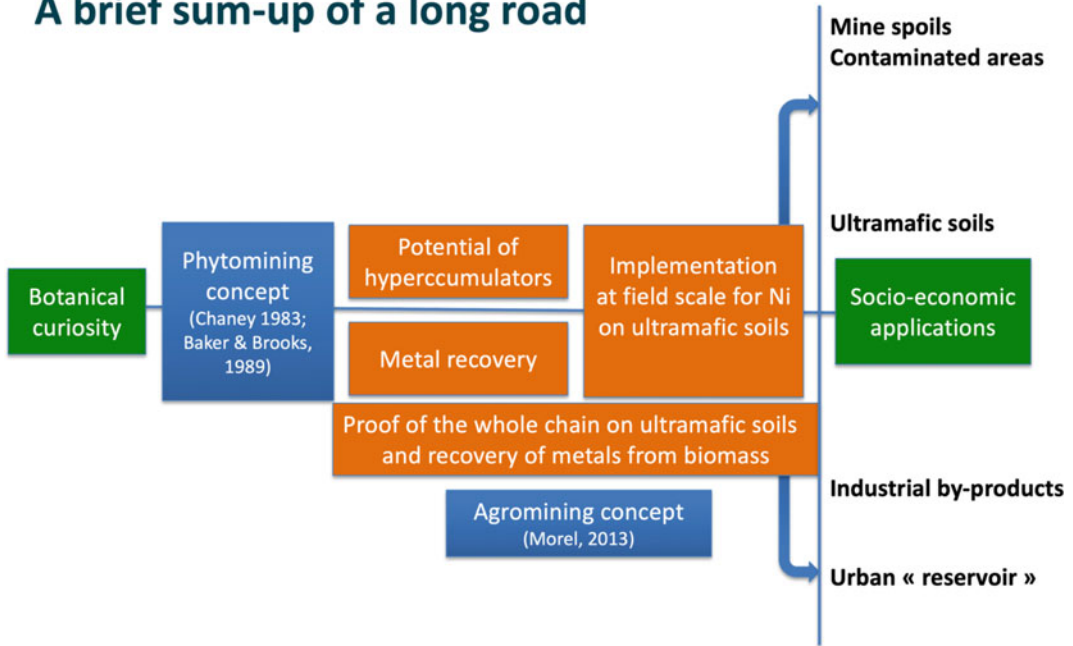 A brief sum-up of a long road
Mine spoils
Contaminated areas
Ultramafic soils
Botanical
curiosity
Phytomining
concept
(Chaney 1983;
Baker & Brooks,
1989)
Potential of
hyperccumulators
Metal recovery
Implementation
at field scale for Ni
on ultramafic soils
Socio-economic
applications
Proof of the whole chain on ultramafic soils
and recovery of metals from biomass
Agromining concept
(Morel, 2013)
Industrial by-products
Urban « reservoir »